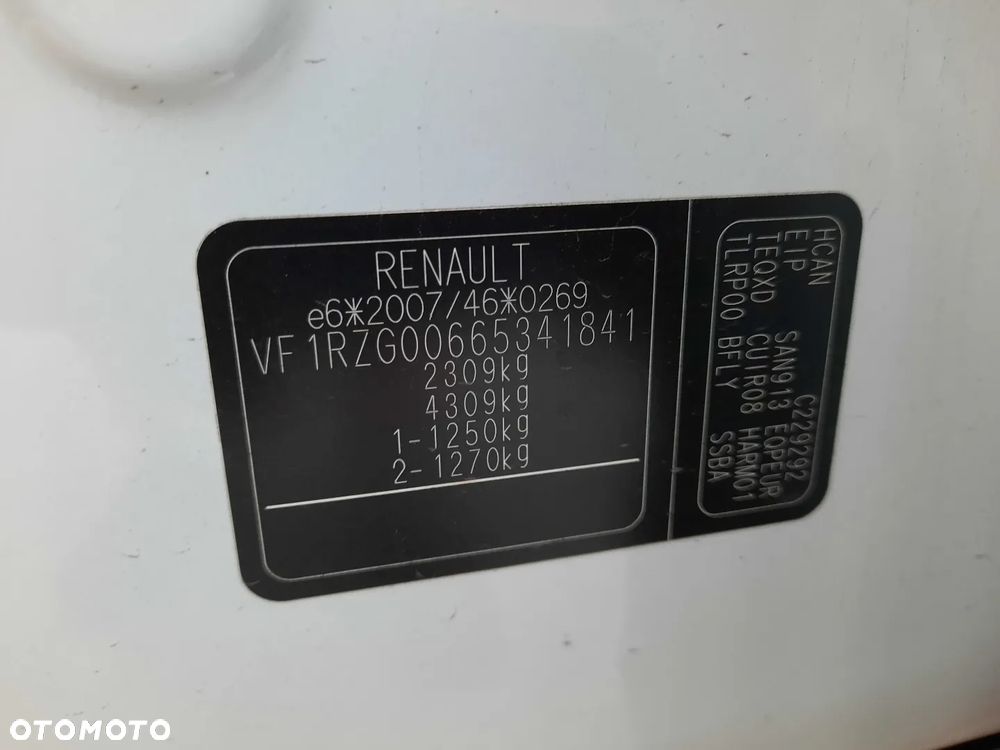 RENAULT
e6*2007/46*0269
VF1RZG00665341841
2309kg
4309kg
1-1250kg
2-1270kg
HCAN C229292
EIP SAN913 EQPEUR
TEQXD CUIR08 HARM01
TLRP00 BFLY SSBA
OTOMOTO